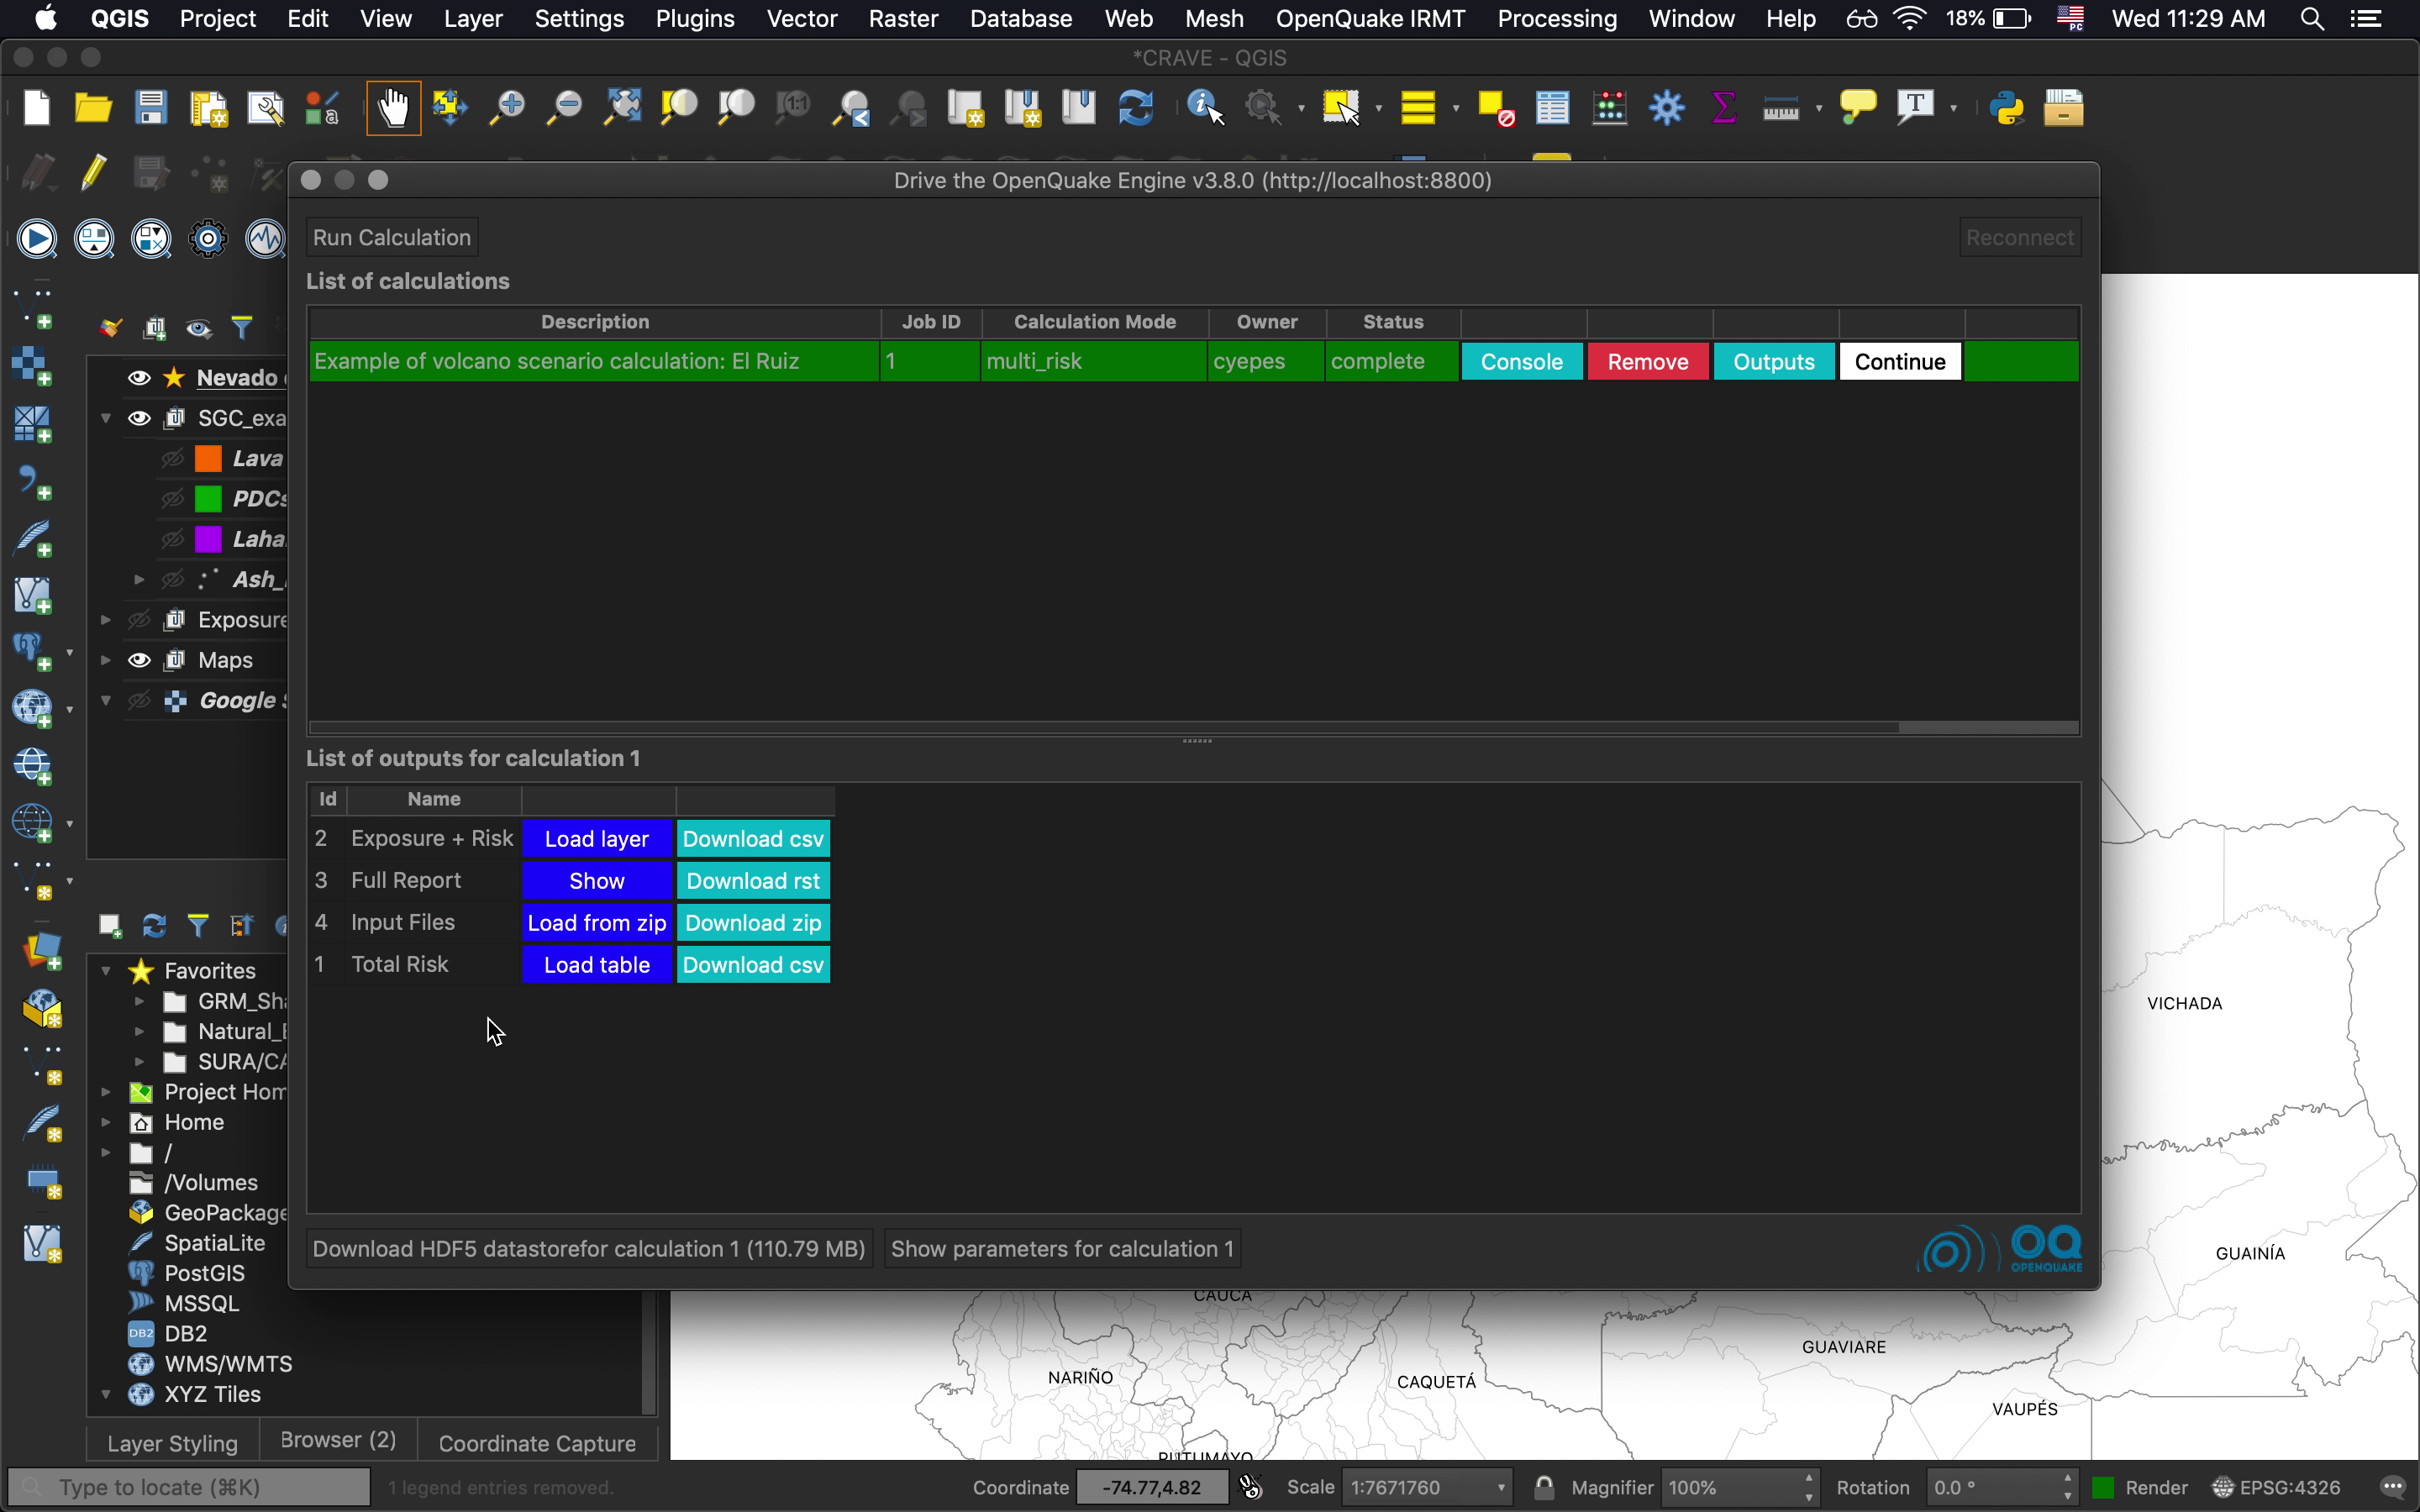 QGIS Project Edit View Layer Settings Plugins Vector Raster Database Web Mesh OpenQuake IRMT Processing Window Help 18% PC Wed 11:29 AM
*CRAVE - QGIS
Drive the OpenQuake Engine v3.8.0 (http://localhost:8800)
Run Calculation Reconnect
List of calculations
Description Job ID Calculation Mode Owner Status
Example of volcano scenario calculation: El Ruiz 1 multi_risk cyepes complete Console Remove Outputs Continue
Nevado
SGC_exa
Lava
PDCs
Laha
Ash_
Exposure
Maps
Google S
List of outputs for calculation 1
Id Name
2 Exposure + Risk Load layer Download csv
3 Full Report Show Download rst
4 Input Files Load from zip Download zip
1 Total Risk Load table Download csv
Download HDF5 datastorefor calculation 1 (110.79 MB) Show parameters for calculation 1
OQ
OPENQUAKE
Favorites
GRM_Sha
Natural_E
SURA/CA
Project Hom
Home
/
/Volumes
GeoPackage
SpatiaLite
PostGIS
MSSQL
DB2 DB2
WMS/WMTS
XYZ Tiles
VICHADA
GUAINÍA
CAUCA
GUAVIARE
NARIÑO
CAQUETÁ
VAUPÉS
PUTUMAYO
Layer Styling Browser (2) Coordinate Capture
Type to locate (⌘K) 1 legend entries removed. Coordinate -74.77,4.82 Scale 1:7671760 Magnifier 100% Rotation 0.0 ° Render EPSG:4326